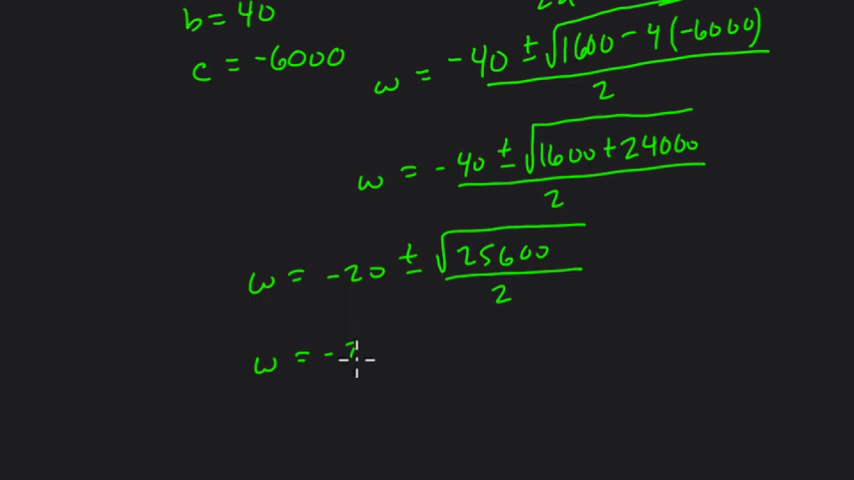 b = 40
c = -6000
w = -40 ± √1600 - 4(-6000) / 2
w = -40 ± √1600 + 24000 / 2
w = -20 ± √25600 / 2
w = -